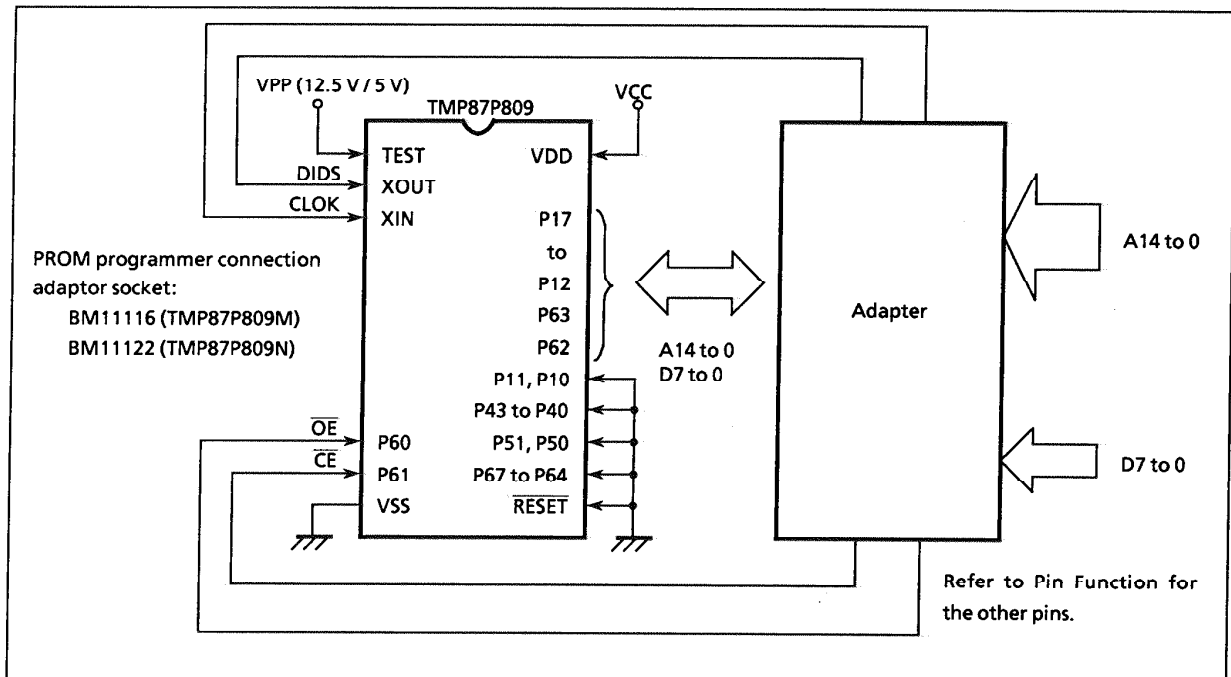 VPP (12.5 V / 5 V)
VCC
TMP87P809
TEST
VDD
DIDS
XOUT
CLOK
XIN
P17
to
P12
P63
P62
PROM programmer connection
adaptor socket:
BM11116 (TMP87P809M)
BM11122 (TMP87P809N)
A14 to 0
D7 to 0
P11, P10
P43 to P40
OE
P60
P51, P50
CE
P61
P67 to P64
VSS
RESET
Adapter
A14 to 0
D7 to 0
Refer to Pin Function for
the other pins.